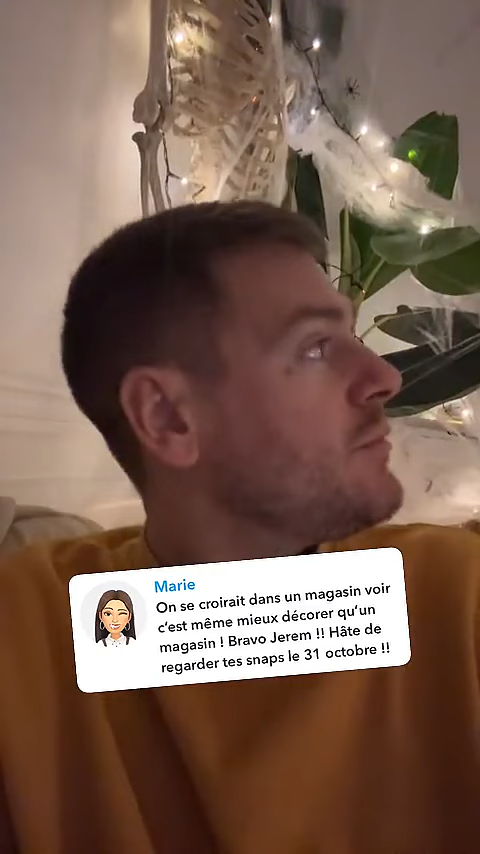 Marie
On se croirait dans un magasin voir
c'est même mieux décorer qu'un
magasin ! Bravo Jerem !! Hâte de
regarder tes snaps le 31 octobre !!